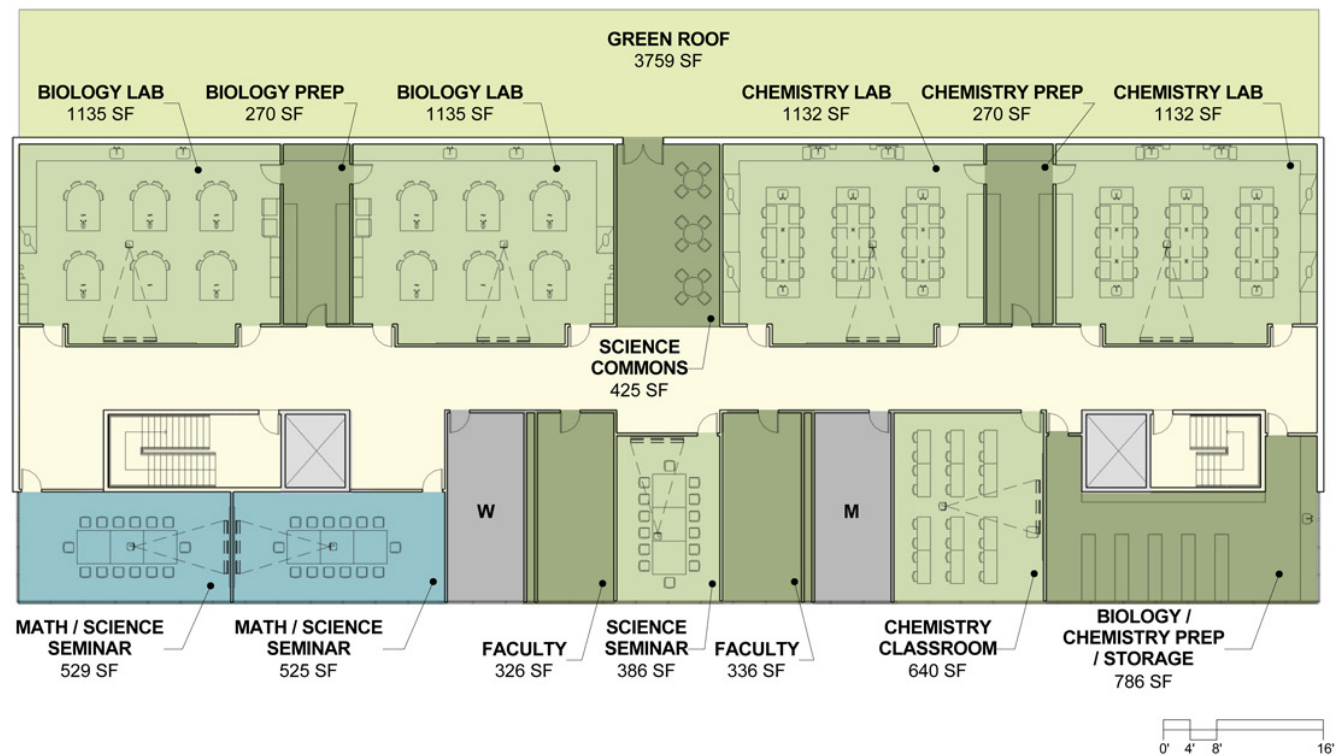 GREEN ROOF
3759 SF
BIOLOGY LAB
1135 SF
BIOLOGY PREP
270 SF
BIOLOGY LAB
1135 SF
CHEMISTRY LAB
1132 SF
CHEMISTRY PREP
270 SF
CHEMISTRY LAB
1132 SF
SCIENCE
COMMONS
425 SF
W
M
MATH / SCIENCE
SEMINAR
529 SF
MATH / SCIENCE
SEMINAR
525 SF
FACULTY
326 SF
SCIENCE
SEMINAR
386 SF
FACULTY
336 SF
CHEMISTRY
CLASSROOM
640 SF
BIOLOGY /
CHEMISTRY PREP
/ STORAGE
786 SF
0' 4' 8' 16'